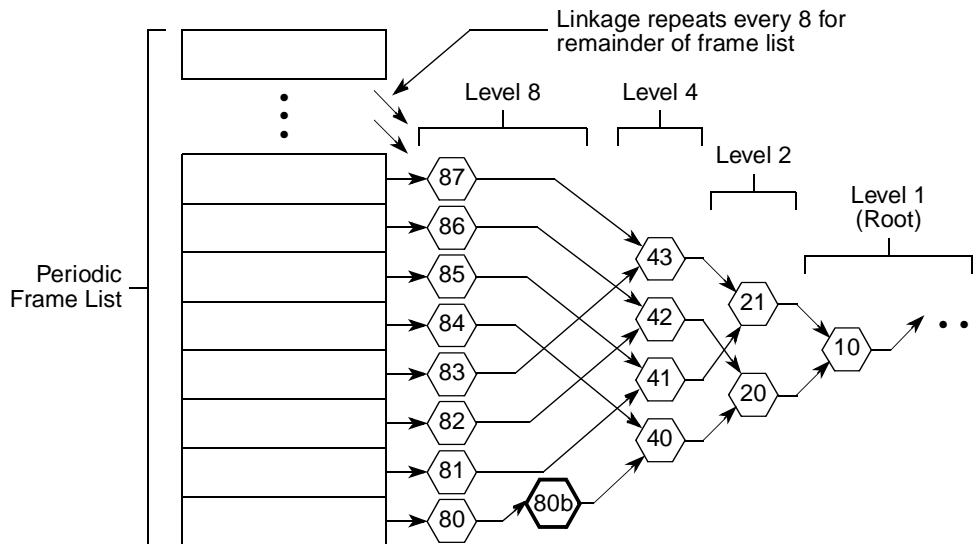 Linkage repeats every 8 for
remainder of frame list
Level 8
Level 4
Level 2
Level 1
(Root)
Periodic
Frame List
87
86
85
84
83
82
81
80
80b
43
42
41
40
21
20
10